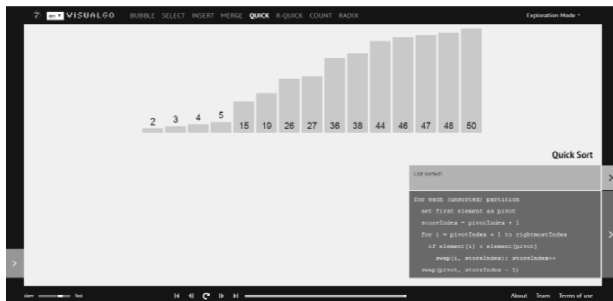 7 en VISUALGO BUBBLE SELECT INSERT MERGE QUICK R-QUICK COUNT RADIX Exploration Mode
2 3 4 5 15 19 26 27 36 38 44 46 47 48 50
Quick Sort
List sorted!
for each (unsorted) partition
set first element as pivot
storeIndex = pivotIndex + 1
for i = pivotIndex + 1 to rightmostIndex
if element[i] < element[pivot]
swap(i, storeIndex); storeIndex++
swap(pivot, storeIndex - 1)
slow fast About Team Terms of use